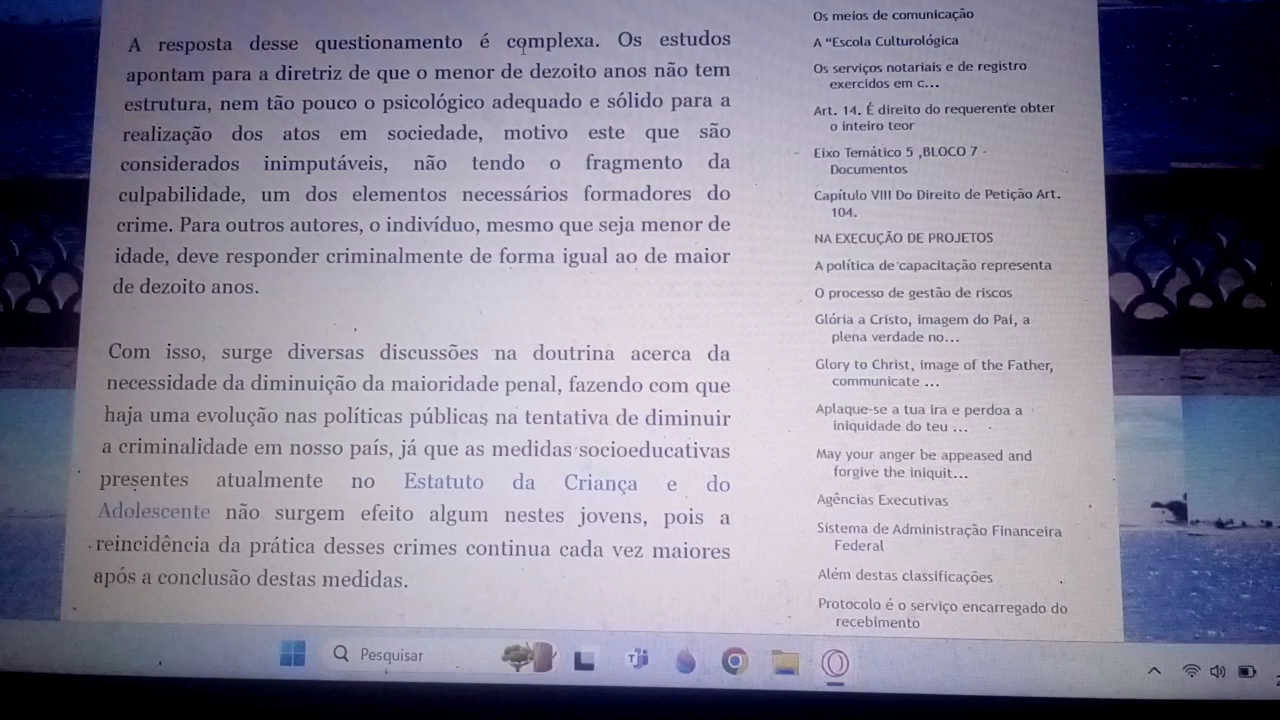 A resposta desse questionamento é complexa. Os estudos
apontam para a diretriz de que o menor de dezoito anos não tem
estrutura, nem tão pouco o psicológico adequado e sólido para a
realização dos atos em sociedade, motivo este que são
considerados inimputáveis, não tendo o fragmento da
culpabilidade, um dos elementos necessários formadores do
crime. Para outros autores, o indivíduo, mesmo que seja menor de
idade, deve responder criminalmente de forma igual ao de maior
de dezoito anos.
Com isso, surge diversas discussões na doutrina acerca da
necessidade da diminuição da maioridade penal, fazendo com que
haja uma evolução nas políticas públicas na tentativa de diminuir
a criminalidade em nosso país, já que as medidas socioeducativas
presentes atualmente no Estatuto da Criança e do
Adolescente não surgem efeito algum nestes jovens, pois a
reincidência da prática desses crimes continua cada vez maiores
após a conclusão destas medidas.
Os meios de comunicação
A “Escola Culturológica
Os serviços notariais e de registro
exercidos em c...
Art. 14. É direito do requerente obter
o inteiro teor
Eixo Temático 5 ,BLOCO 7 -
Documentos
Capítulo VIII Do Direito de Petição Art.
104.
NA EXECUÇÃO DE PROJETOS
A política de capacitação representa
O processo de gestão de riscos
Glória a Cristo, imagem do Pai, a
plena verdade no...
Glory to Christ, image of the Father,
communicate ...
Aplaque-se a tua ira e perdoa a
iniquidade do teu ...
May your anger be appeased and
forgive the iniquit...
Agências Executivas
Sistema de Administração Financeira
Federal
Além destas classificações
Protocolo é o serviço encarregado do
recebimento
Pesquisar